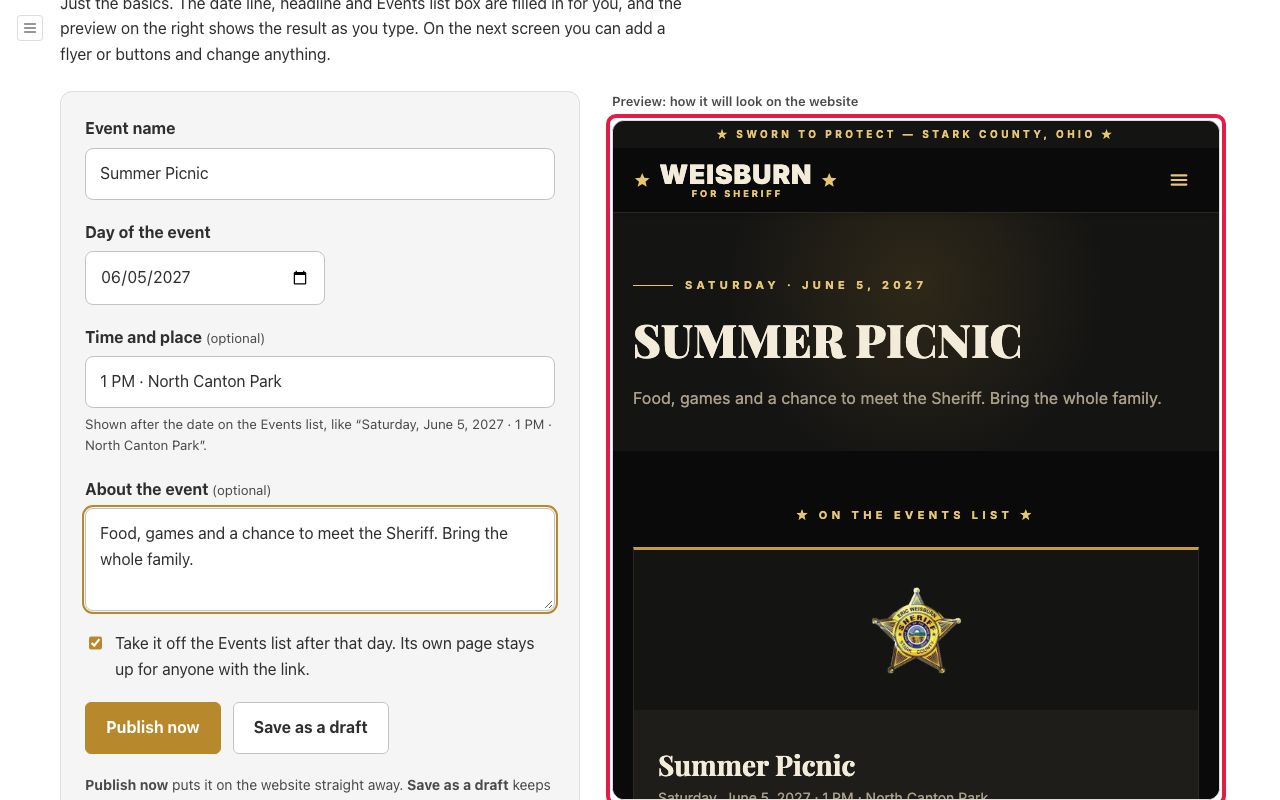 Just the basics. The date line, headline and Events list box are filled in for you, and the
preview on the right shows the result as you type. On the next screen you can add a
flyer or buttons and change anything.
Event name
Summer Picnic
Day of the event
06/05/2027
Time and place (optional)
1 PM · North Canton Park
Shown after the date on the Events list, like “Saturday, June 5, 2027 · 1 PM ·
North Canton Park”.
About the event (optional)
Food, games and a chance to meet the Sheriff. Bring the
whole family.
Take it off the Events list after that day. Its own page stays
up for anyone with the link.
Publish now
Save as a draft
Publish now puts it on the website straight away. Save as a draft keeps
Preview: how it will look on the website
★ SWORN TO PROTECT — STARK COUNTY, OHIO ★
★ WEISBURN ★
FOR SHERIFF
SATURDAY · JUNE 5, 2027
SUMMER PICNIC
Food, games and a chance to meet the Sheriff. Bring the whole family.
★ ON THE EVENTS LIST ★
ERIC WEISBURN
SHERIFF
Summer Picnic
Saturday, June 5, 2027 · 1 PM · North Canton Park